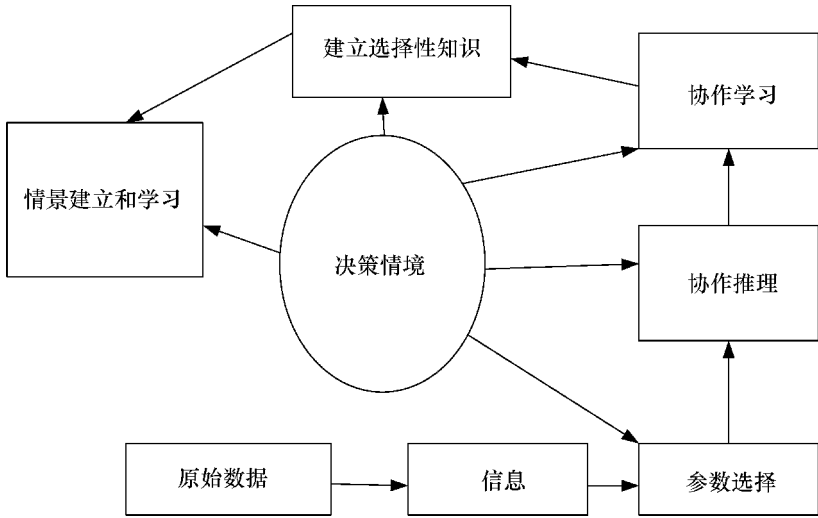 建立选择性知识
协作学习
情景建立和学习
决策情境
协作推理
原始数据
信息
参数选择